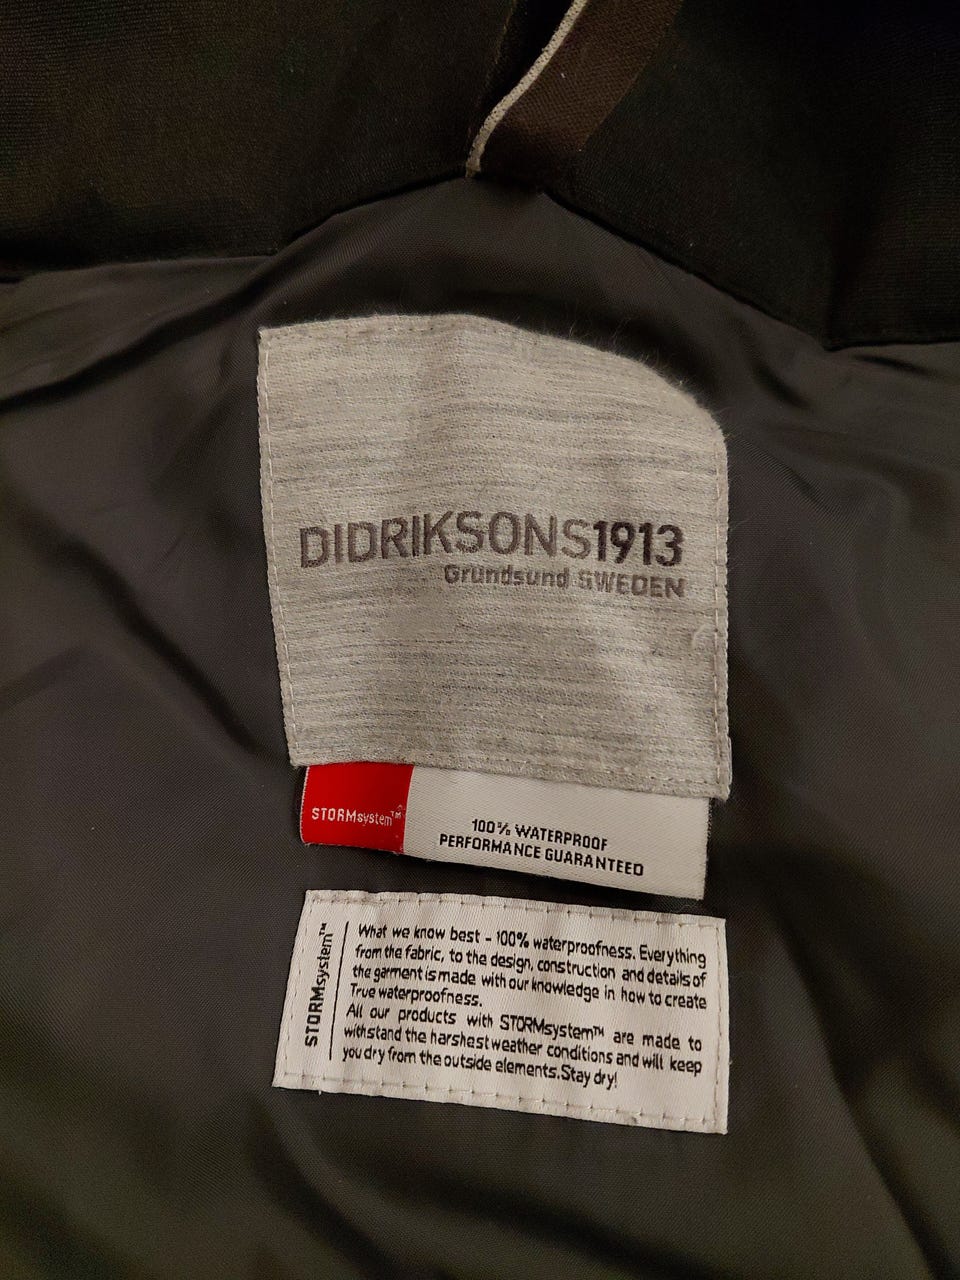 DIDRIKSONS1913
Grundsund SWEDEN
STORMsystem™
100% WATERPROOF
PERFORMANCE GUARANTEED
STORMsystem™
What we know best - 100% waterproofness. Everything
from the fabric, to the design, construction and details of
the garment is made with our knowledge in how to create
True waterproofness.
All our products with STORMsystem™ are made to
withstand the harshest weather conditions and will keep
you dry from the outside elements. Stay dry!